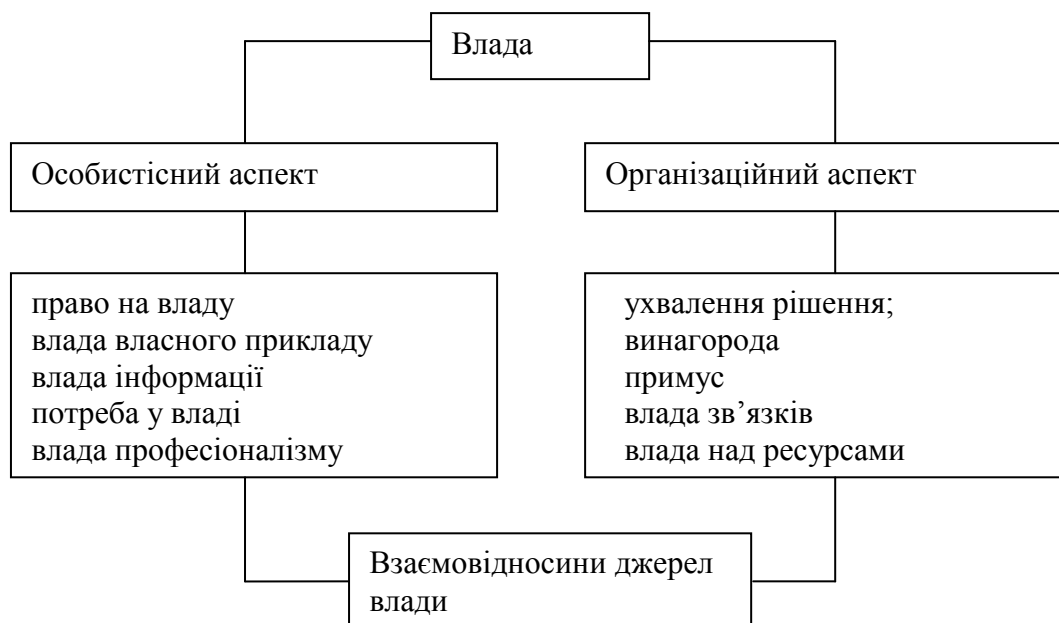 Влада
Особистісний аспект
Організаційний аспект
право на владу
влада власного прикладу
влада інформації
потреба у владі
влада професіоналізму
ухвалення рішення;
винагорода
примус
влада зв’язків
влада над ресурсами
Взаємовідносини джерел
влади